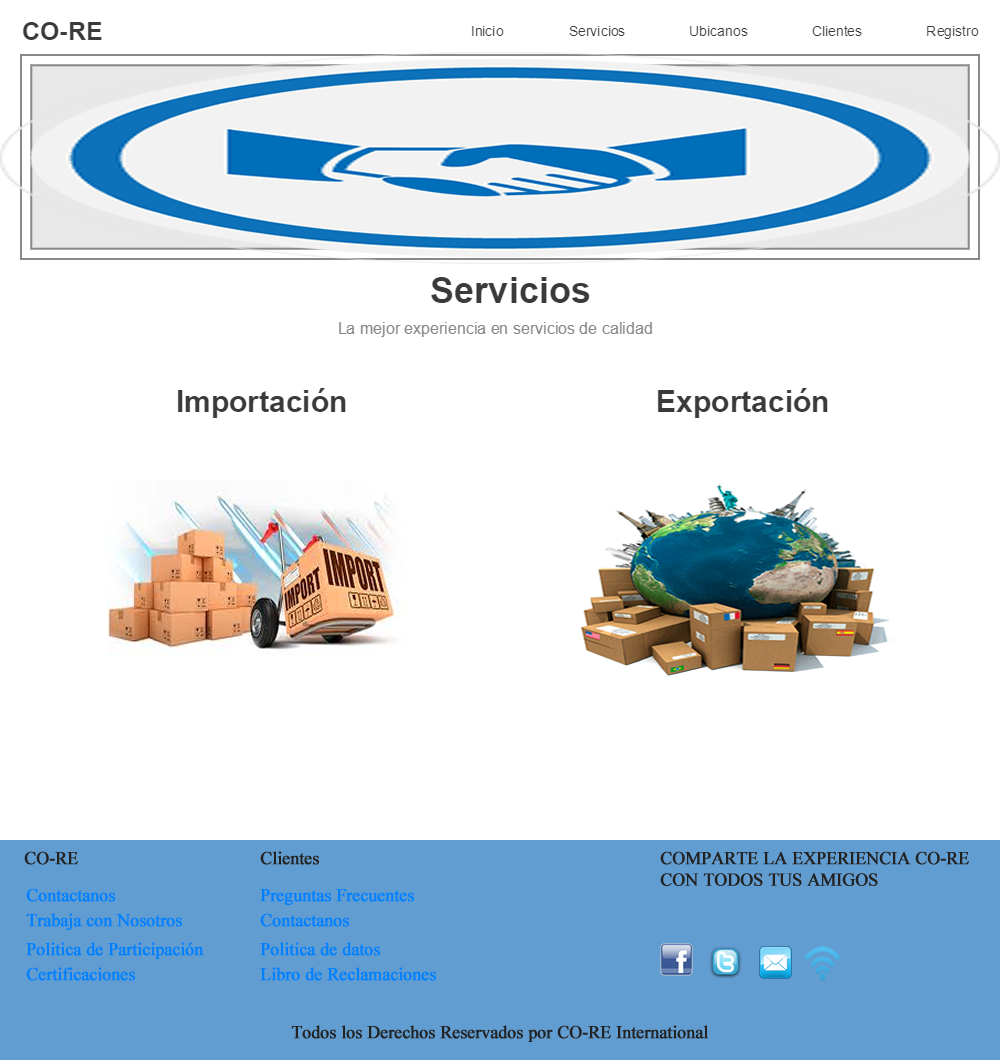 CO-RE
Inicio Servicios Ubicanos Clientes Registro
Servicios
La mejor experiencia en servicios de calidad
Importación
Exportación
IMPORT IMPORT
CO-RE
Contactanos
Trabaja con Nosotros
Politica de Participación
Certificaciones
Clientes
Preguntas Frecuentes
Contactanos
Politica de datos
Libro de Reclamaciones
COMPARTE LA EXPERIENCIA CO-RE
CON TODOS TUS AMIGOS
Todos los Derechos Reservados por CO-RE International